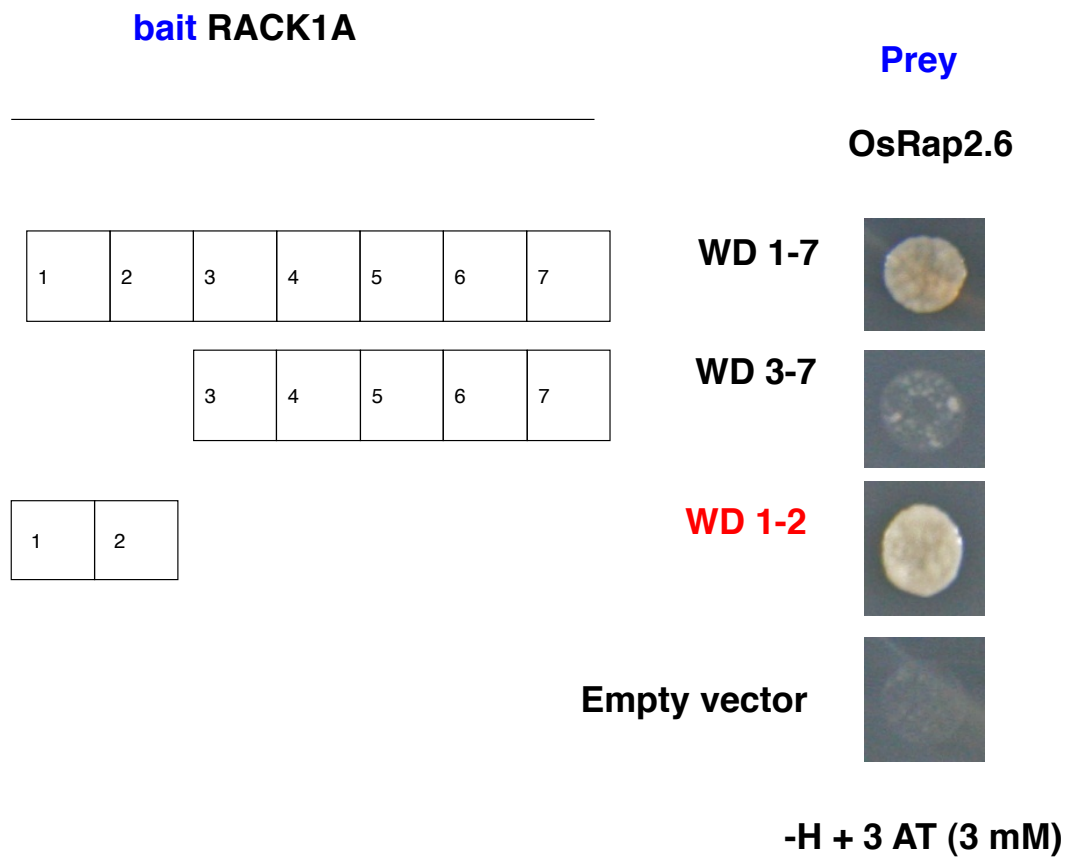 bait RACK1A
Prey
OsRap2.6
1 2 3 4 5 6 7
WD 1-7
3 4 5 6 7
WD 3-7
1 2
WD 1-2
Empty vector
-H + 3 AT (3 mM)